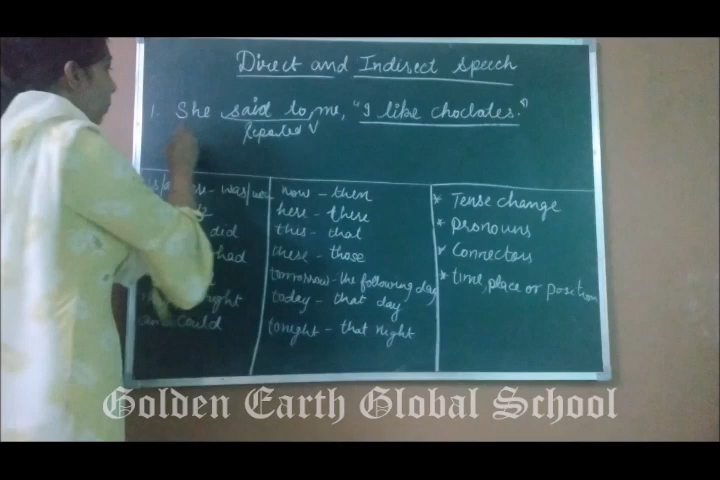 Direct and Indirect Speech
1. She said to me, "I like choclates."
Reported V
was/were
now - then
here - there
did
this - that
had
these - those
tomorrow - the following day
today - that day
could
tonight - that night
* Tense change
* Pronouns
* Connectors
* time, place or position
Golden Earth Global School